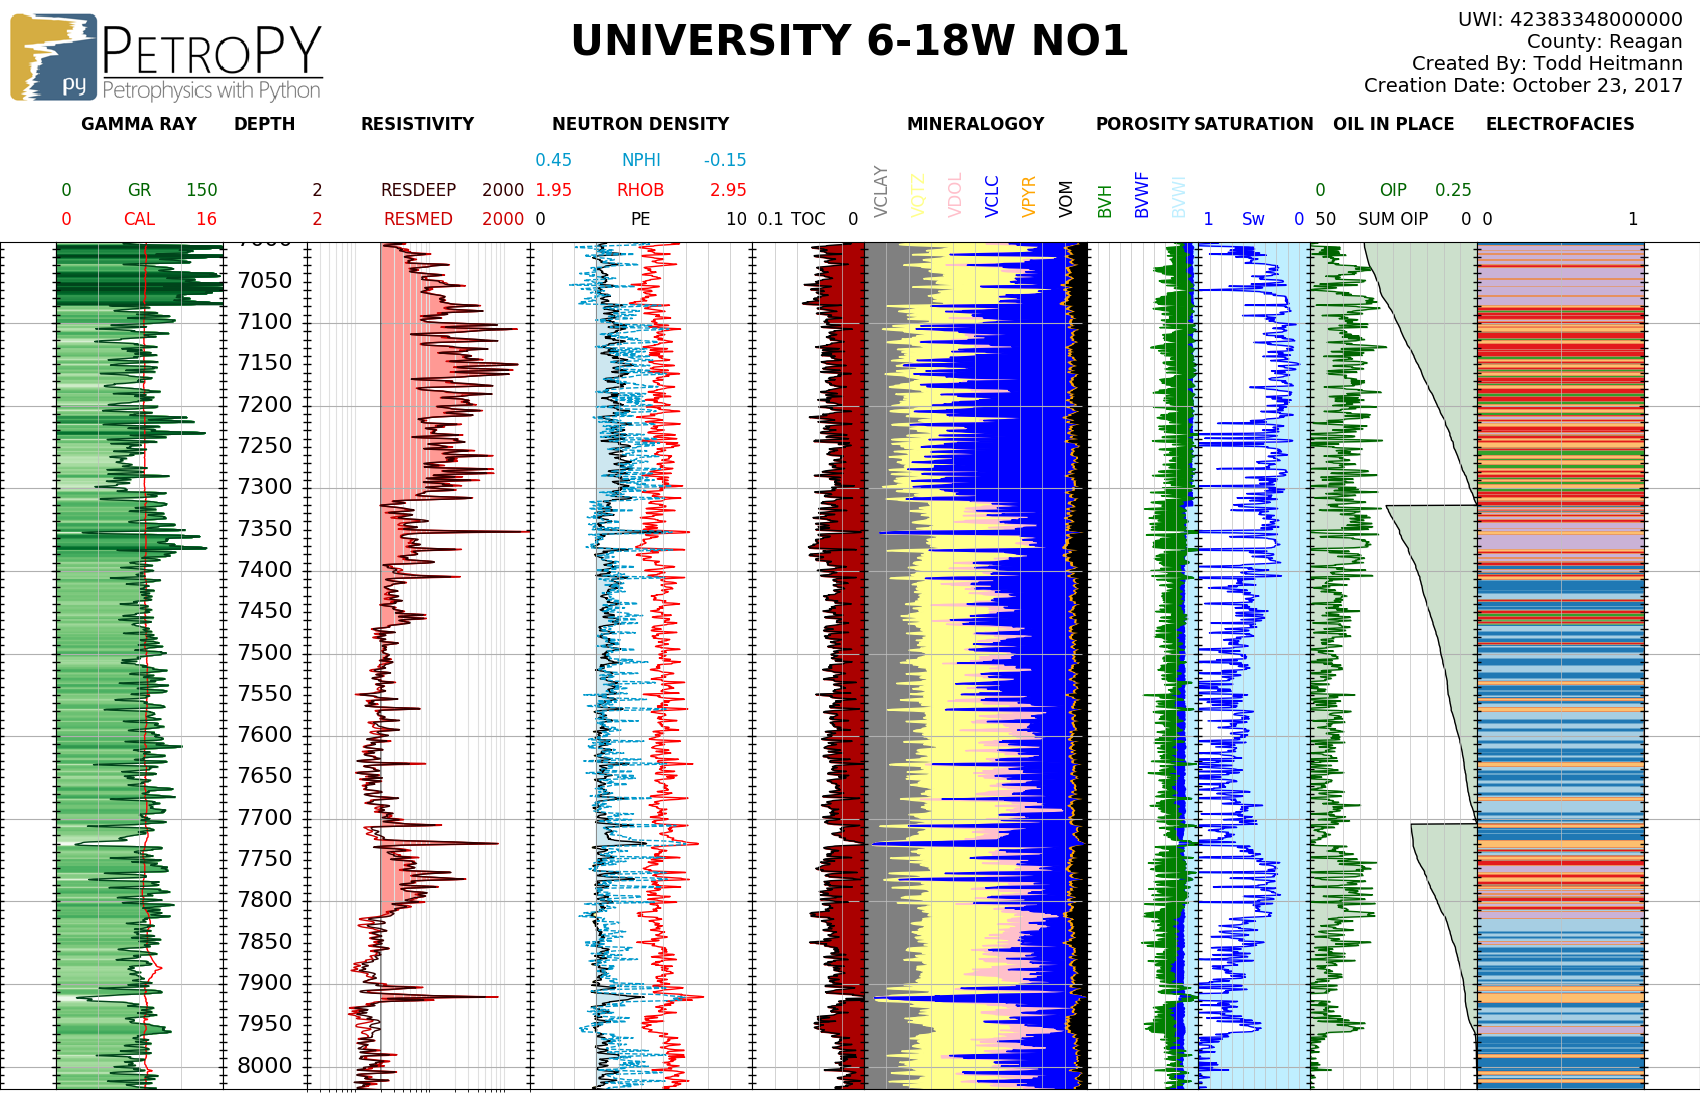 PETROPY
py
Petrophysics with Python
UNIVERSITY 6-18W NO1
UWI: 42383348000000
County: Reagan
Created By: Todd Heitmann
Creation Date: October 23, 2017
GAMMA RAY DEPTH RESISTIVITY NEUTRON DENSITY MINERALOGOY POROSITY SATURATION OIL IN PLACE ELECTROFACIES
0.45 NPHI -0.15
0 GR 150 2 RESDEEP 2000 1.95 RHOB 2.95 0 OIP 0.25
0 CAL 16 2 RESMED 2000 0 PE 10 0.1 TOC 0 1 Sw 0 50 SUM OIP 0 0 1
VCLAY
VQTZ
VDOL
VCLC
VPYR
VOM
BVH
BVWF
BVWI
7000
7050
7100
7150
7200
7250
7300
7350
7400
7450
7500
7550
7600
7650
7700
7750
7800
7850
7900
7950
8000